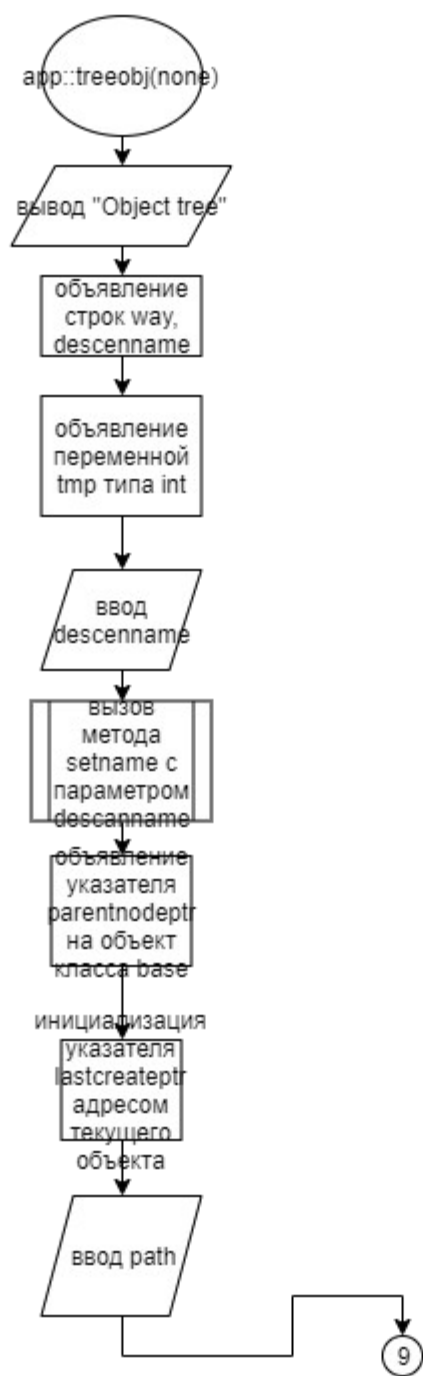 app::treeobj(none)
вывод "Object tree"
объявление
строк way,
descenname
объявление
переменной
tmp типа int
ввод
descenname
вызов
метода
setname с
параметром
descanname
объявление
указателя
parentnodeptr
на объект
класса base
инициализация
указателя
lastcreateptr
адресом
текущего
объекта
ввод path
9